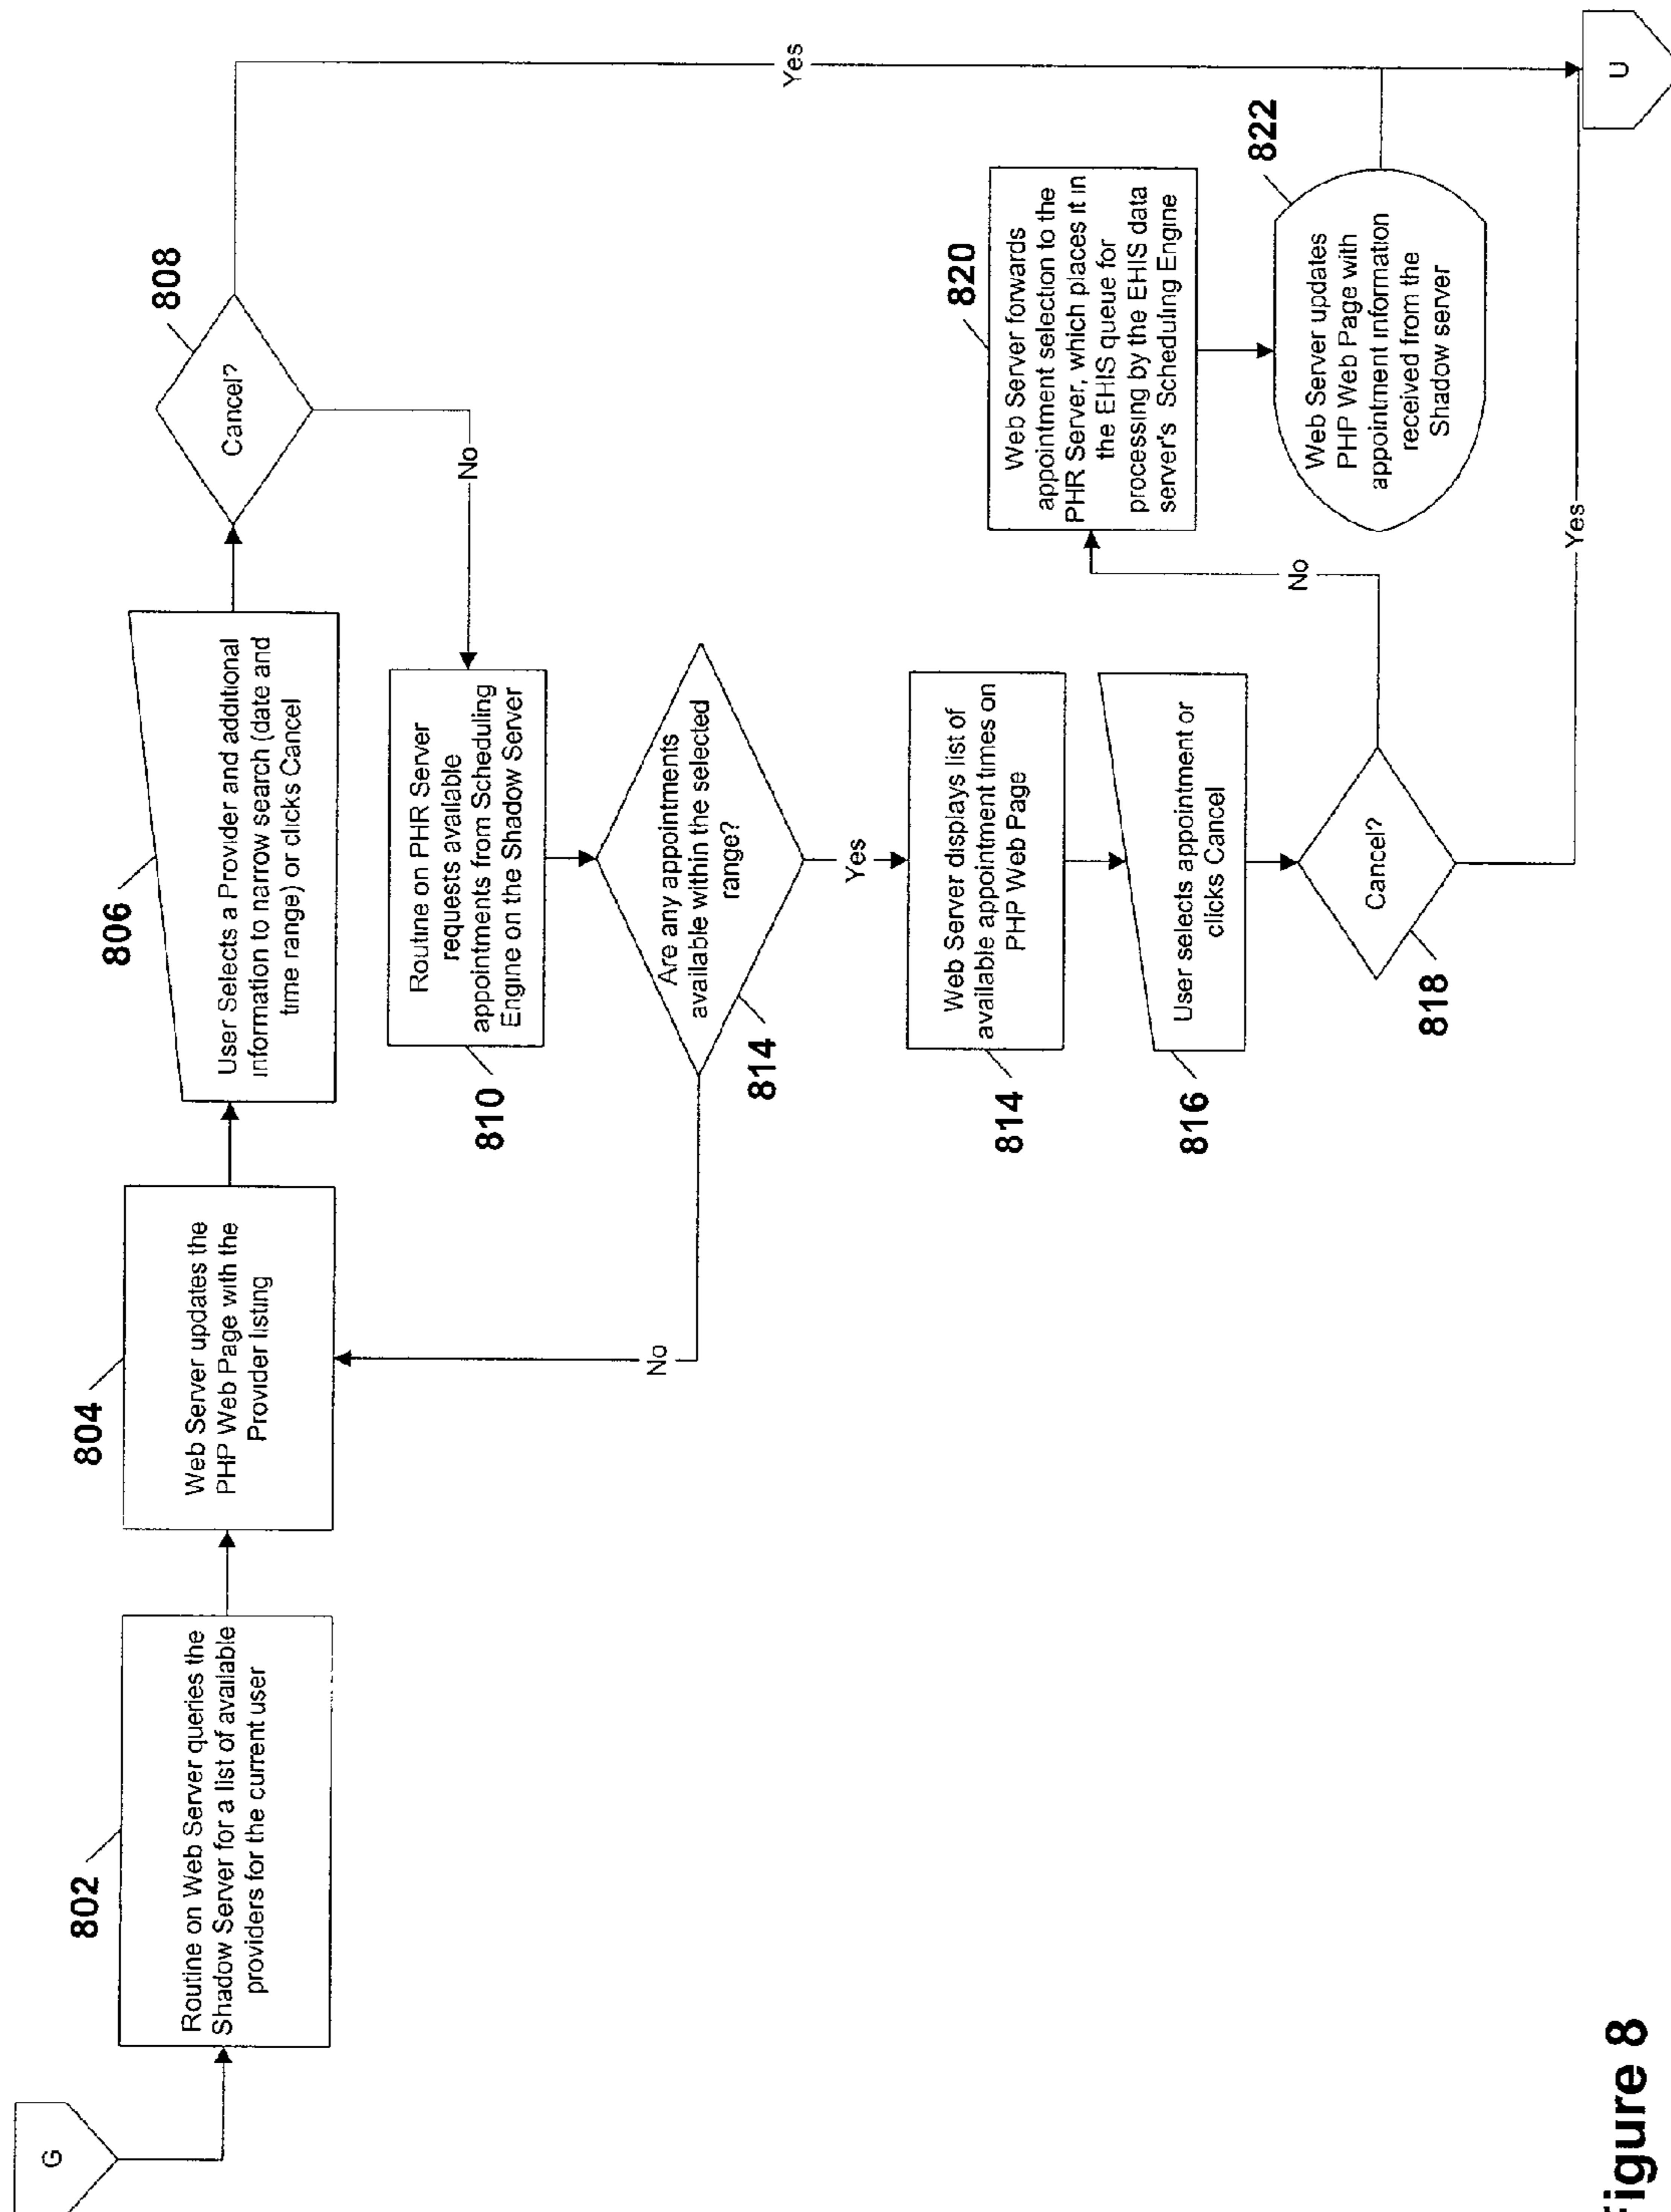 G
802
Routine on Web Server queries the
Shadow Server for a list of available
providers for the current user
804
Web Server updates the
PHP Web Page with the
Provider listing
806
User Selects a Provider and additional
information to narrow search (date and
time range) or clicks Cancel
808
Cancel?
Yes
No
Routine on PHR Server
requests available
appointments from Scheduling
Engine on the Shadow Server
810
Are any appointments
available within the selected
range?
814
No
Yes
Web Server displays list of
available appointment times on
PHP Web Page
814
User selects appointment or
clicks Cancel
816
Cancel?
818
No
Yes
820
Web Server forwards
appointment selection to the
PHR Server, which places it in
the EHIS queue for
processing by the EHIS data
server's Scheduling Engine
822
Web Server updates
PHP Web Page with
appointment information
received from the
Shadow server
U
Figure 8